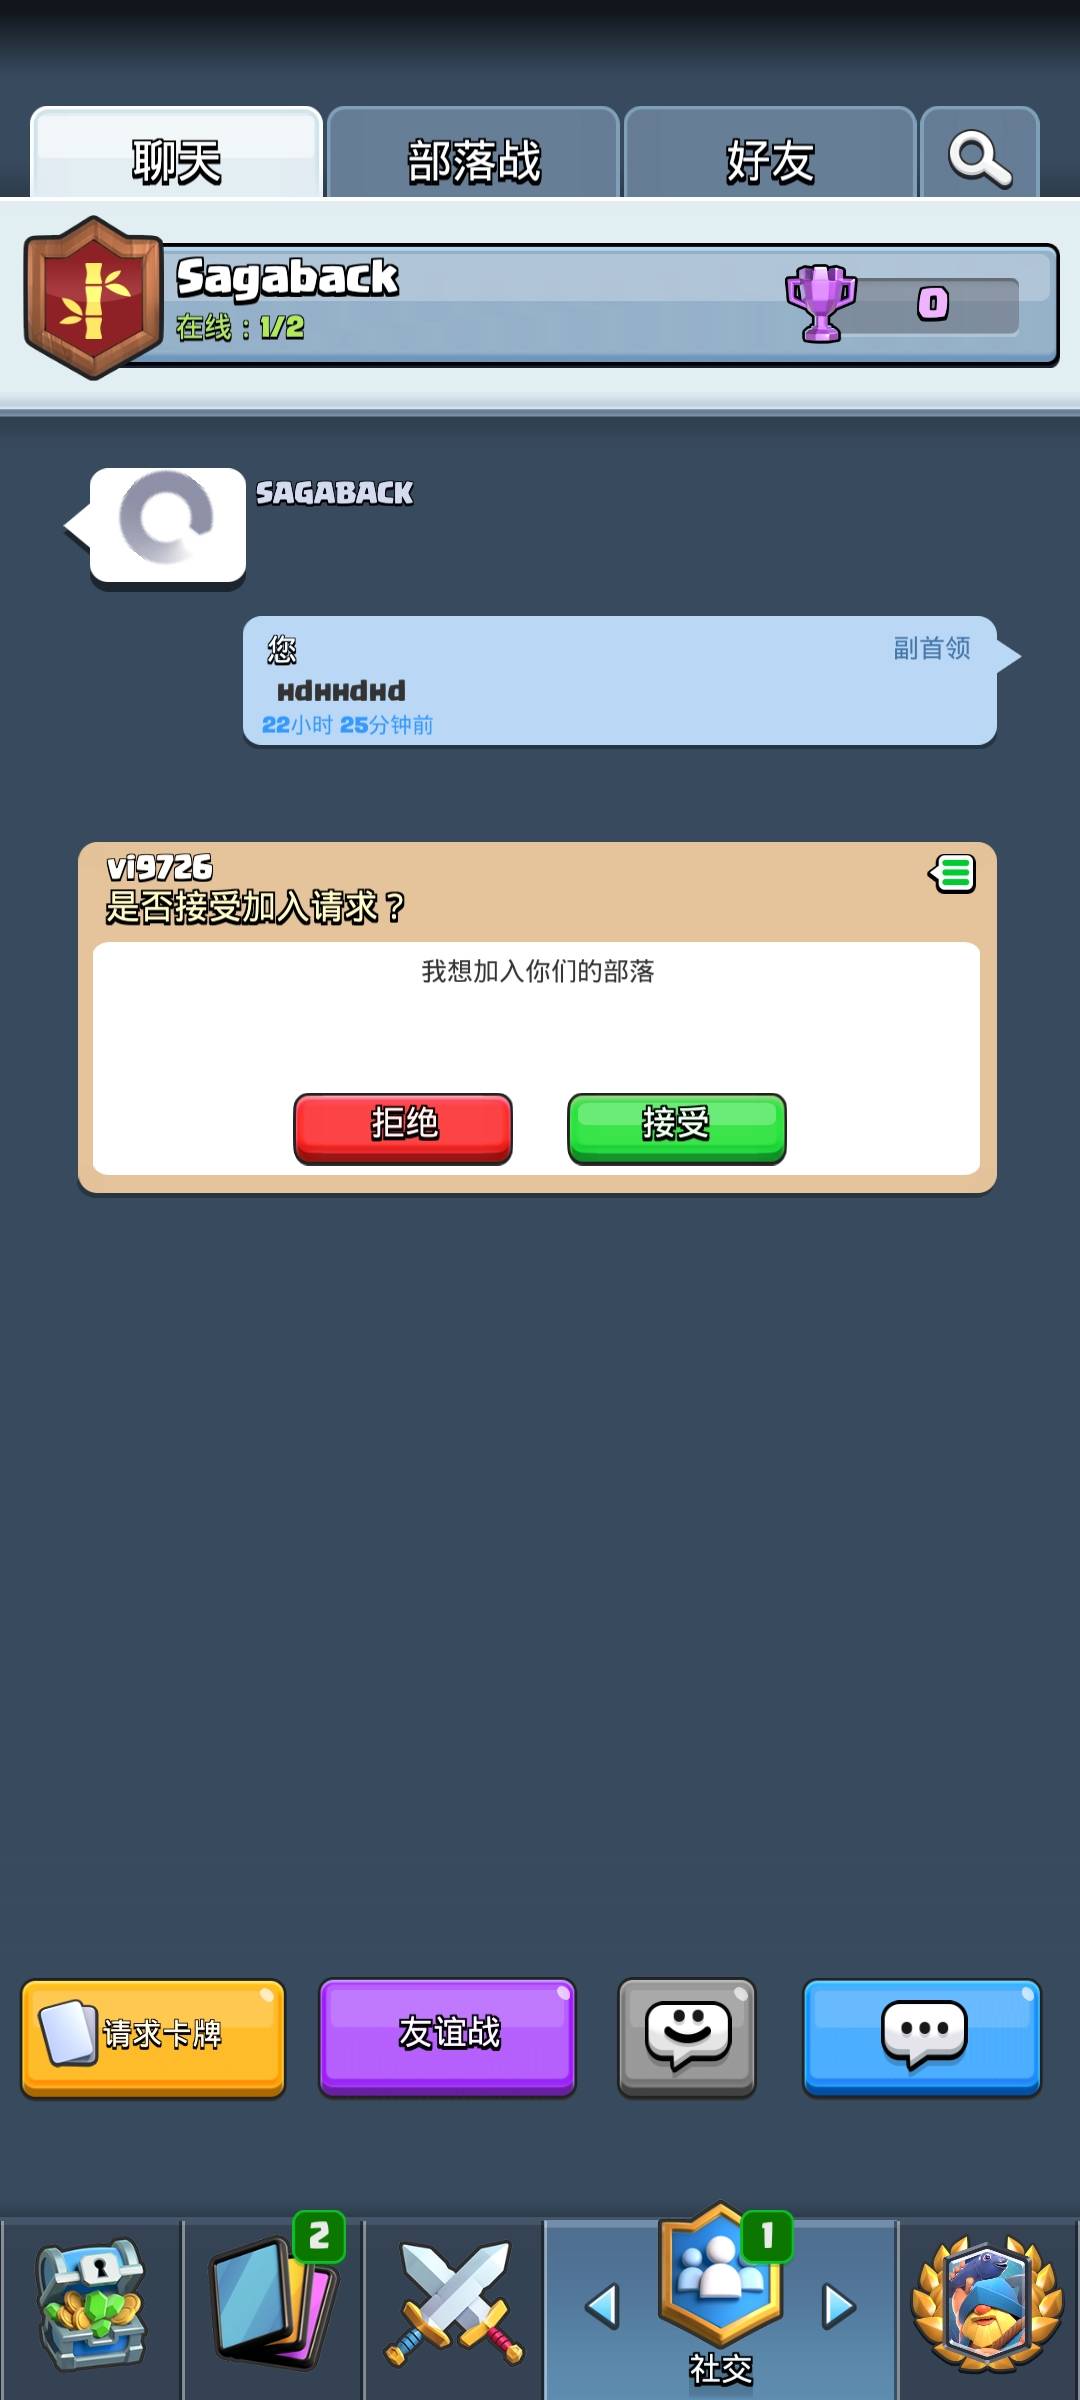 聊天
部落战
好友
Sagaback
在线：1/2
0
SAGABACK
您
副首领
HdHHdHd
22小时 25分钟前
vi9726
是否接受加入请求？
我想加入你们的部落
拒绝
接受
请求卡牌
友谊战
2
1
社交